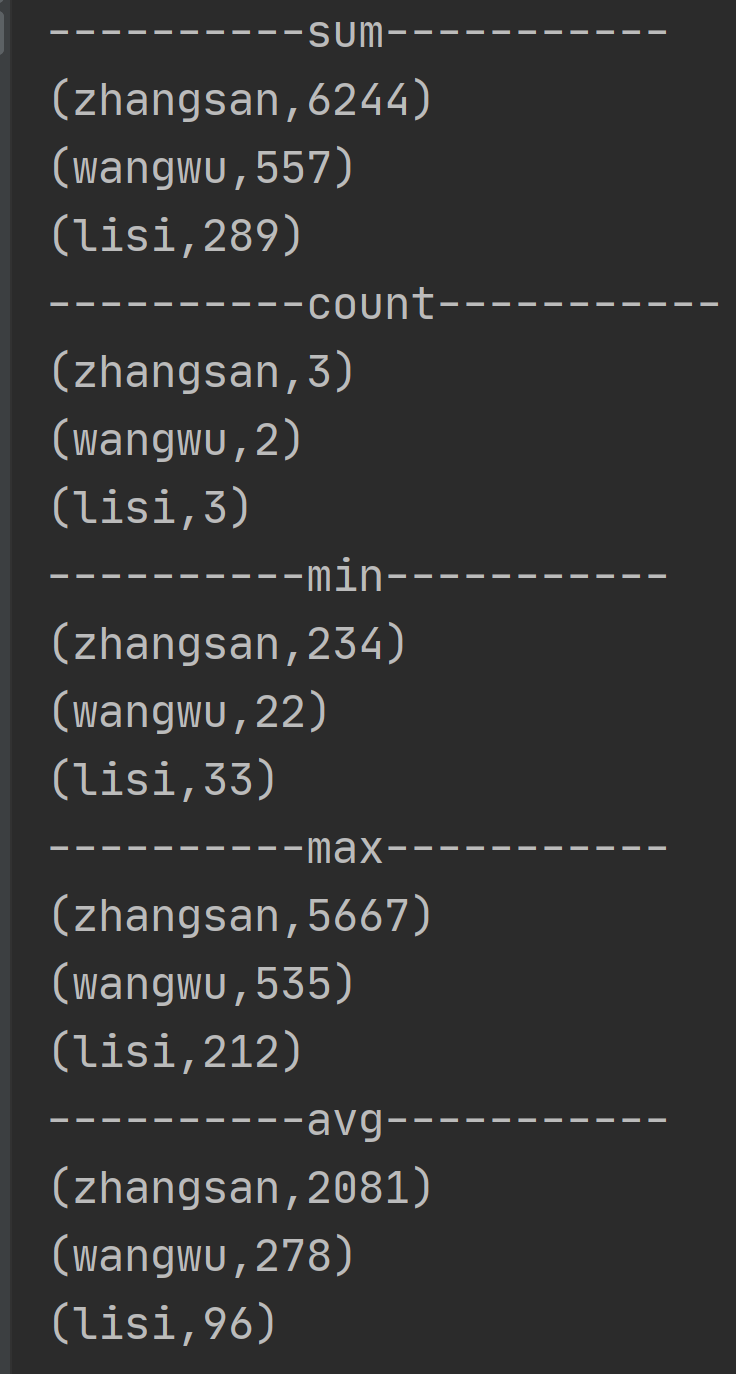 ----------sum-----------
(zhangsan,6244)
(wangwu,557)
(lisi,289)
----------count-----------
(zhangsan,3)
(wangwu,2)
(lisi,3)
----------min-----------
(zhangsan,234)
(wangwu,22)
(lisi,33)
----------max-----------
(zhangsan,5667)
(wangwu,535)
(lisi,212)
----------avg-----------
(zhangsan,2081)
(wangwu,278)
(lisi,96)